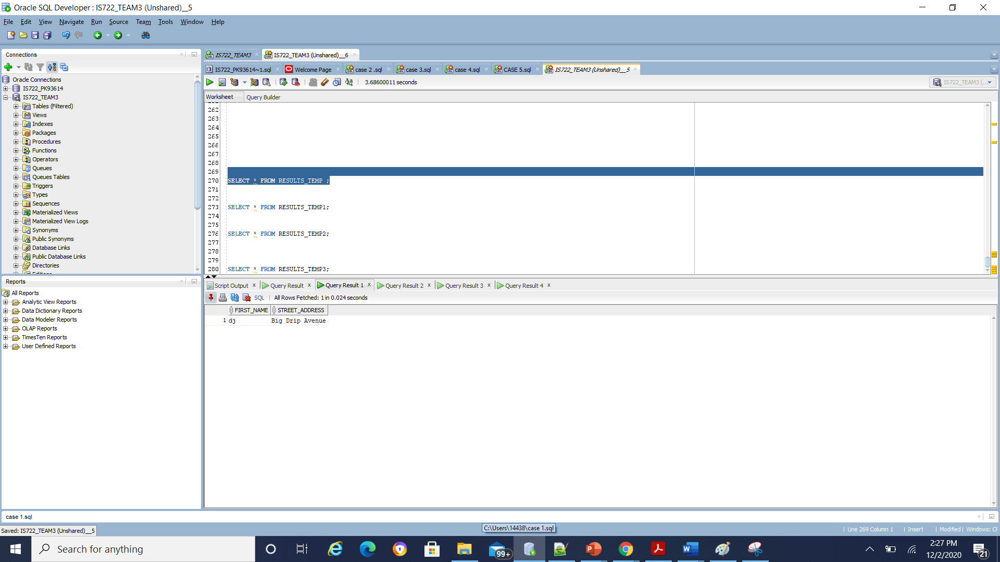 Oracle SQL Developer : IS722_TEAM3 (Unshared)__5
File Edit View Navigate Run Source Team Tools Window Help
Connections
Oracle Connections
IS722_PK93614
IS722_TEAM3
Tables (Filtered)
Views
Indexes
Packages
Procedures
Functions
Operators
Queues
Queues Tables
Triggers
Types
Sequences
Materialized Views
Materialized View Logs
Synonyms
Public Synonyms
Database Links
Public Database Links
Directories
Reports
All Reports
Analytic View Reports
Data Dictionary Reports
Data Modeler Reports
OLAP Reports
TimesTen Reports
User Defined Reports
IS722_TEAM3 IS722_TEAM3 (Unshared)__6
IS722_PK93614~1.sql Welcome Page case 2 .sql case 3.sql case 4.sql CASE 5.sql IS722_TEAM3 (Unshared)__5
3.68600011 seconds IS722_TEAM3 (...
Worksheet Query Builder
262
263
264
265
266
267
268
269
270 SELECT * FROM RESULTS_TEMP ;
271
272
273 SELECT * FROM RESULTS_TEMP1;
274
275
276 SELECT * FROM RESULTS_TEMP2;
277
278
279
280 SELECT * FROM RESULTS_TEMP3;
Script Output Query Result Query Result 1 Query Result 2 Query Result 3 Query Result 4
SQL All Rows Fetched: 1 in 0.024 seconds
FIRST_NAME STREET_ADDRESS
1 dj Big Drip Avenue
case 1.sql
Saved: IS722_TEAM3 (Unshared)__5
C:\Users\14438\case 1.sql
Line 269 Column 1 Insert Modified Windows: CF
Search for anything
99+
2:27 PM
12/2/2020
21